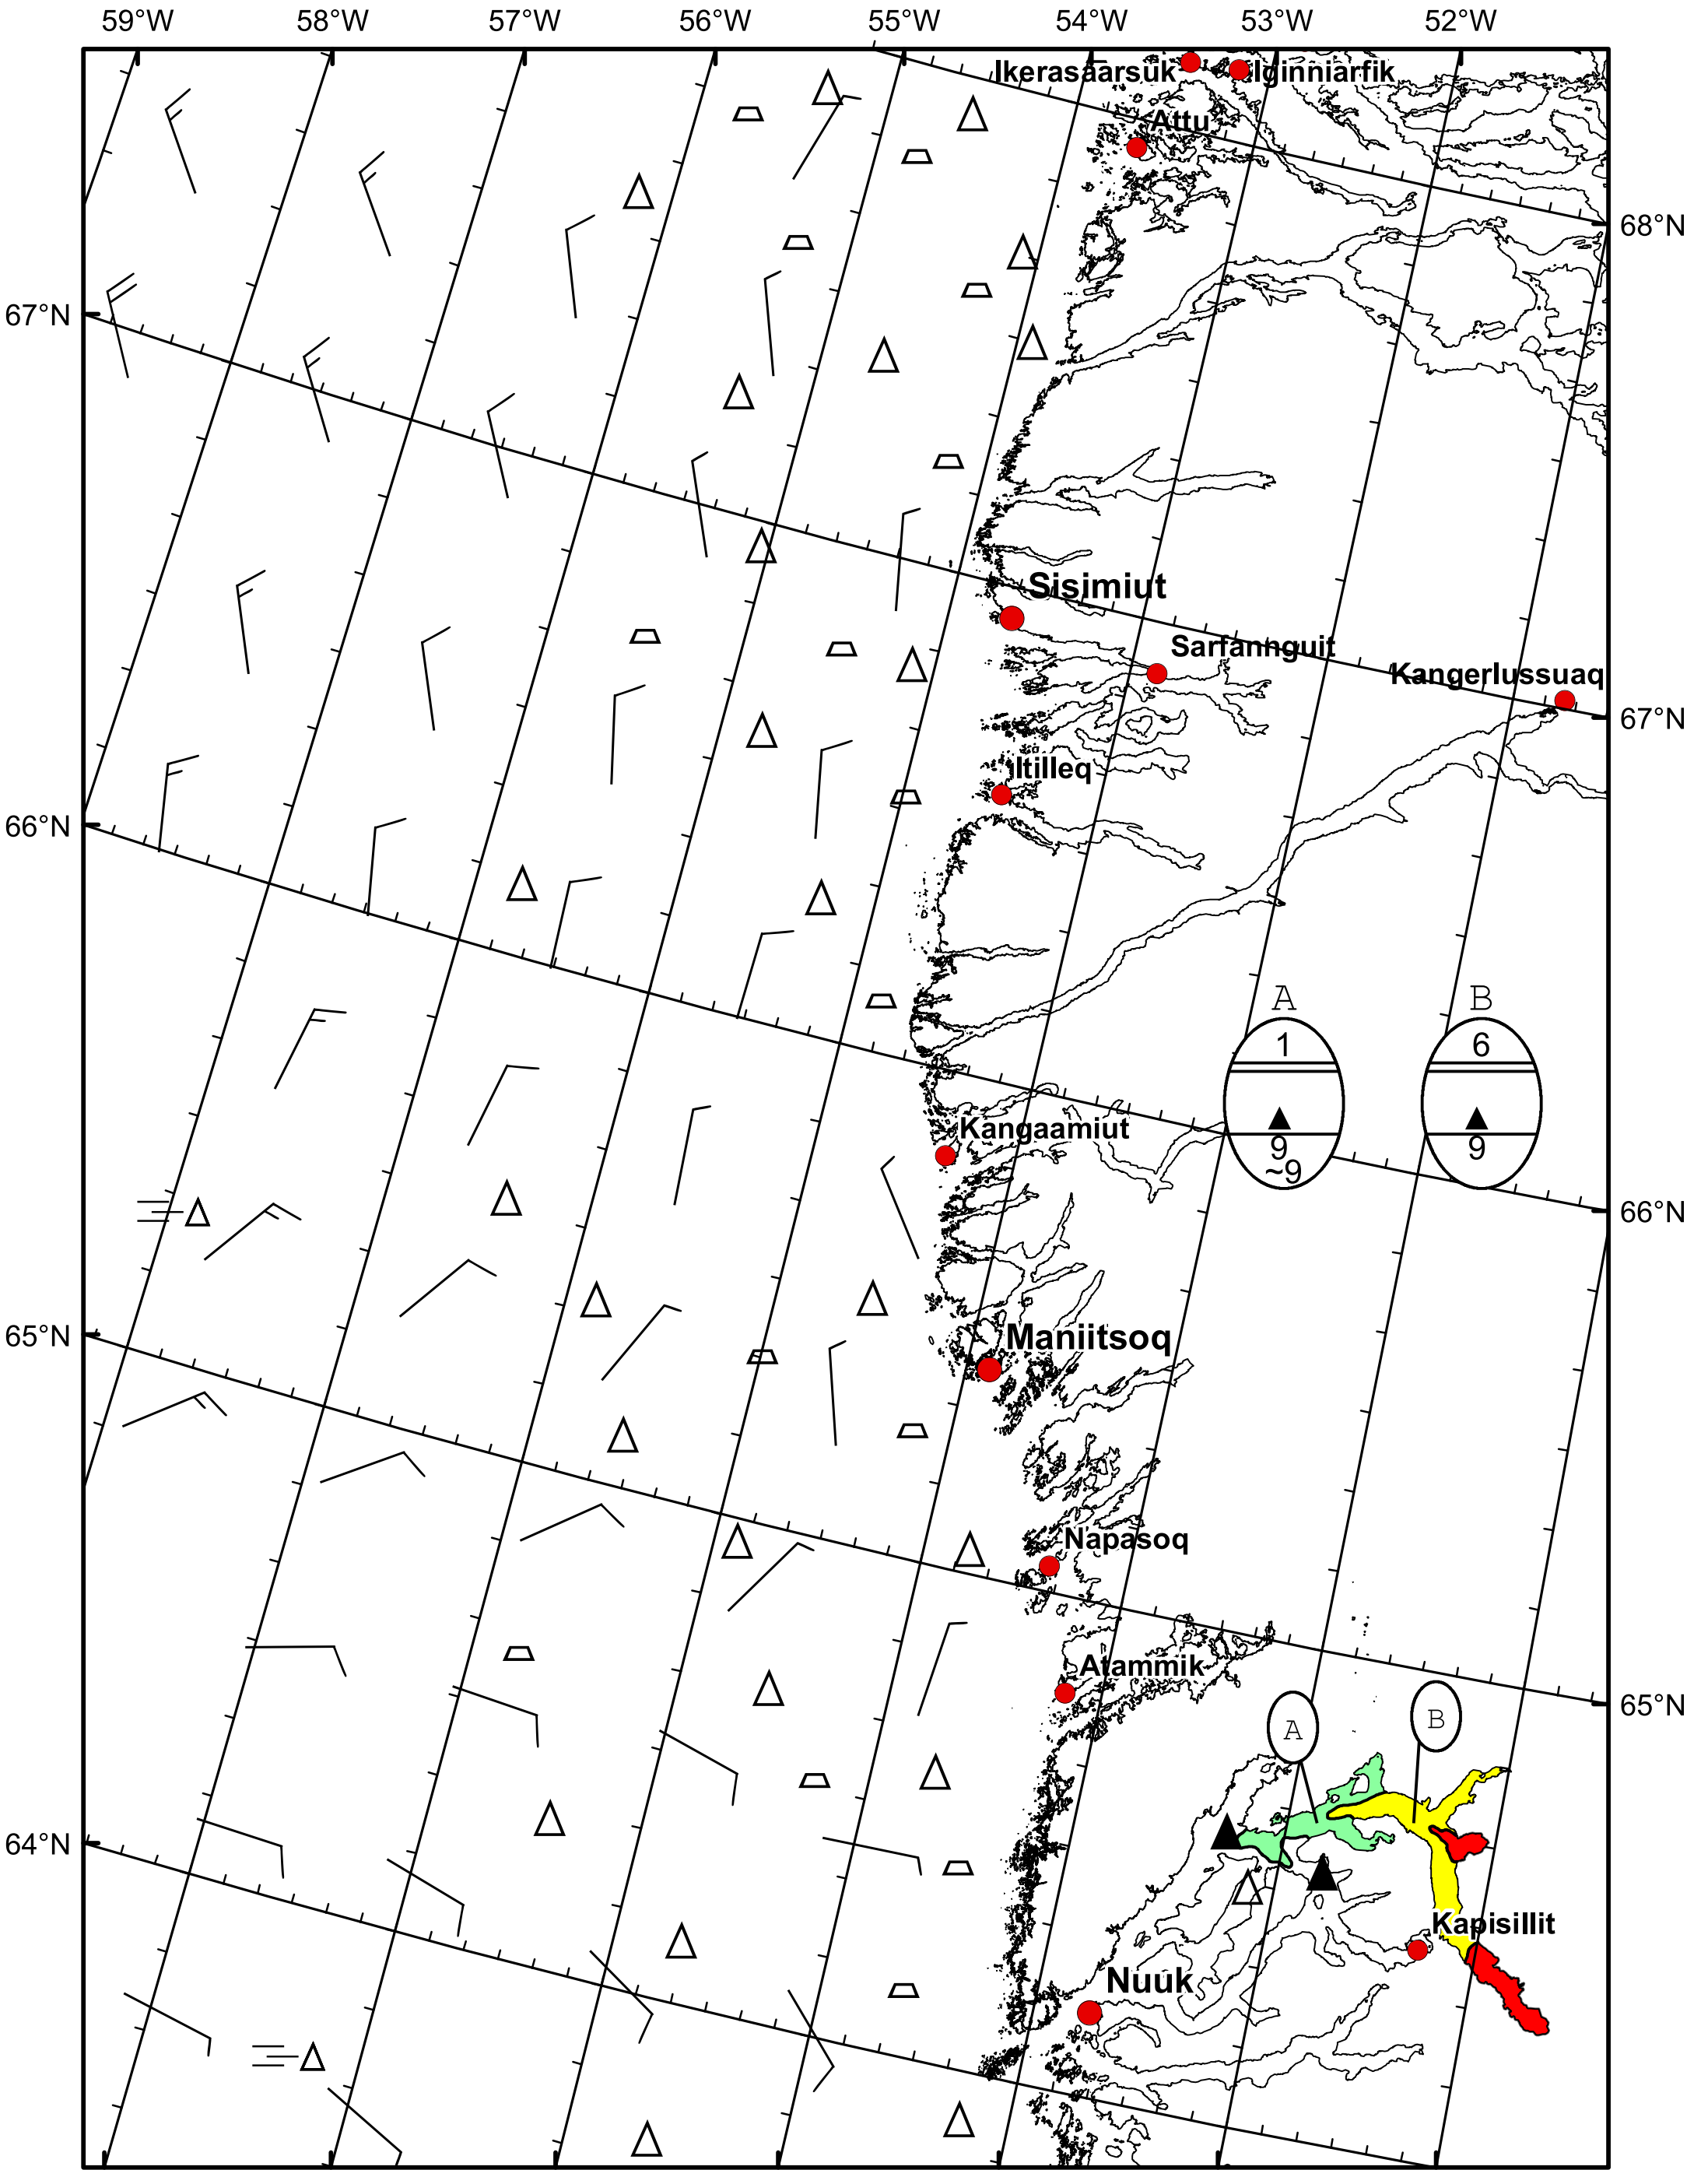 59°W 58°W 57°W 56°W 55°W 54°W 53°W 52°W
Ikerasaarsuk Iginniarfik
Attu
68°N
67°N
Sisimiut
Sarfannguit
Kangerlussuaq
67°N
Itilleq
66°N
A B
1 6
9 9
~9
Kangaamiut
66°N
65°N
Maniitsoq
Napasoq
Atammik
65°N
A B
64°N
Kapisillit
Nuuk